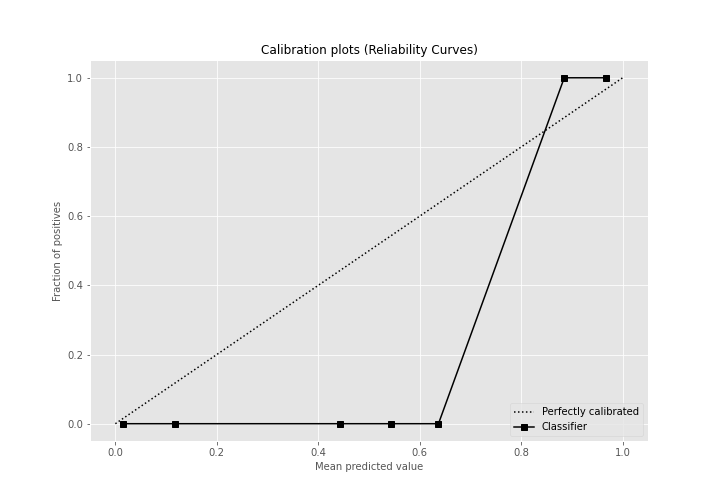 Calibration plots (Reliability Curves)
1.0
0.8
0.6
0.4
0.2
0.0
Fraction of positives
0.0 0.2 0.4 0.6 0.8 1.0
Mean predicted value
Perfectly calibrated
Classifier